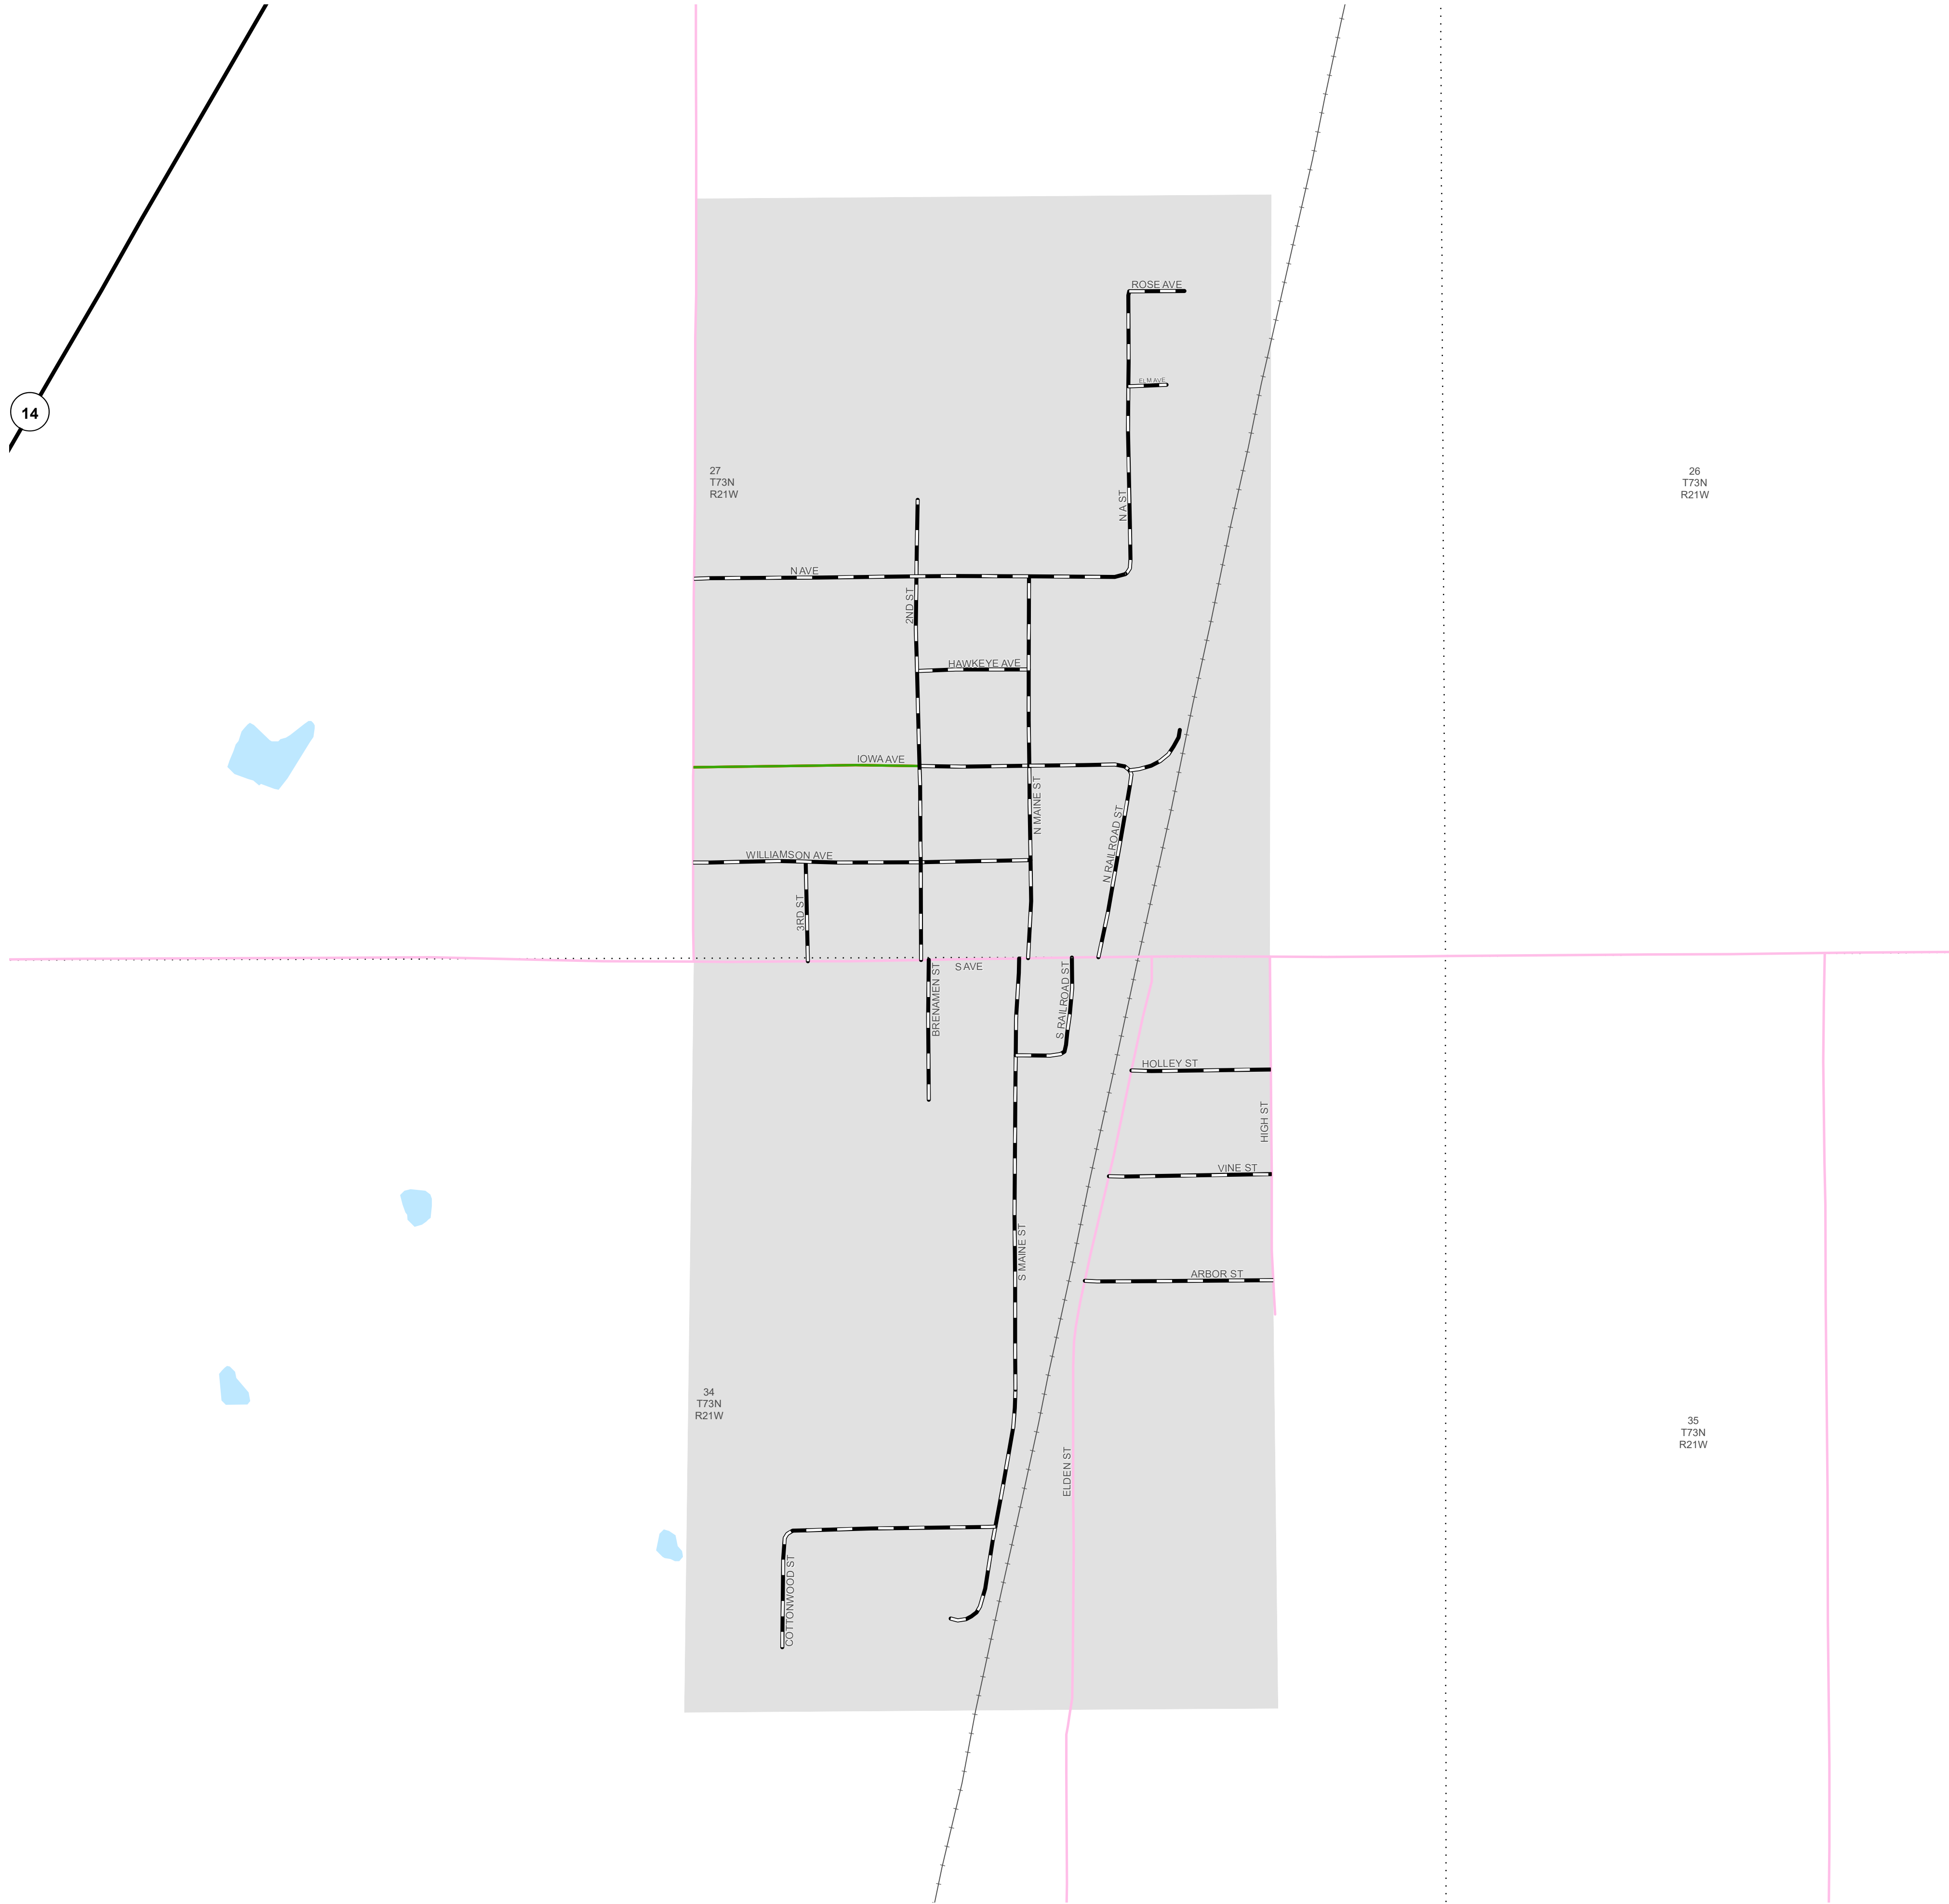 ROSE AVE
ELM AVE
14
27
T73N
R21W
26
T73N
R21W
N A ST
N AVE
2ND ST
HAWKEYE AVE
IOWA AVE
N MAINE ST
N RAILROAD ST
WILLIAMSON AVE
3RD ST
S AVE
BRENAMEN ST
S RAILROAD ST
HOLLEY ST
HIGH ST
VINE ST
S MAINE ST
ARBOR ST
34
T73N
R21W
35
T73N
R21W
ELDEN ST
COTTONWOOD ST